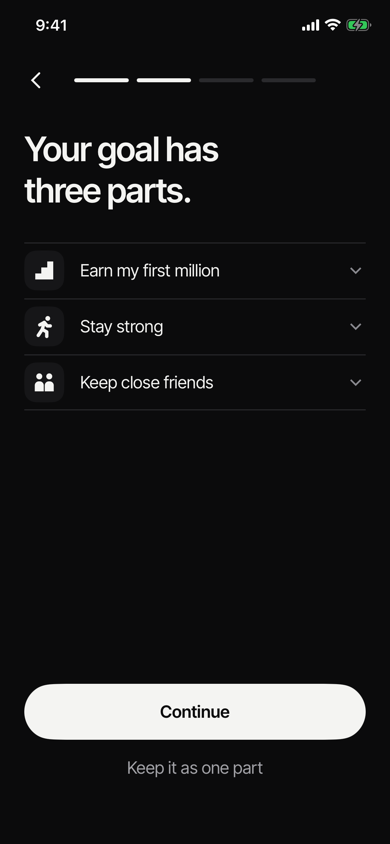 9:41
Your goal has
three parts.
Earn my first million
Stay strong
Keep close friends
Continue
Keep it as one part